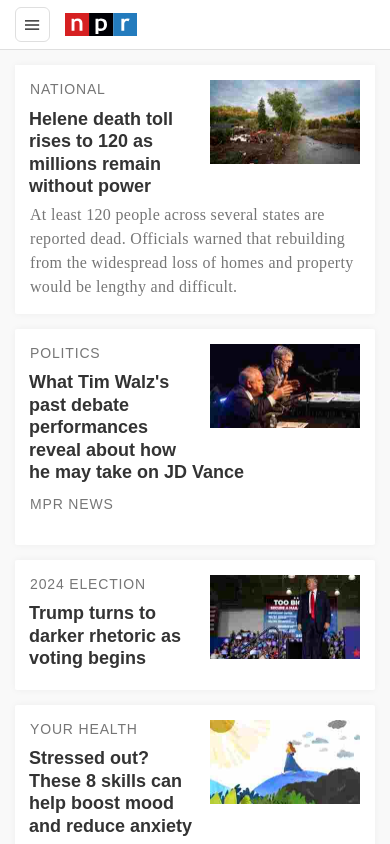 npr
NATIONAL
Helene death toll
rises to 120 as
millions remain
without power
At least 120 people across several states are
reported dead. Officials warned that rebuilding
from the widespread loss of homes and property
would be lengthy and difficult.
POLITICS
What Tim Walz's
past debate
performances
reveal about how
he may take on JD Vance
MPR NEWS
2024 ELECTION
Trump turns to
darker rhetoric as
voting begins
TOO BIG
YOUR HEALTH
Stressed out?
These 8 skills can
help boost mood
and reduce anxiety